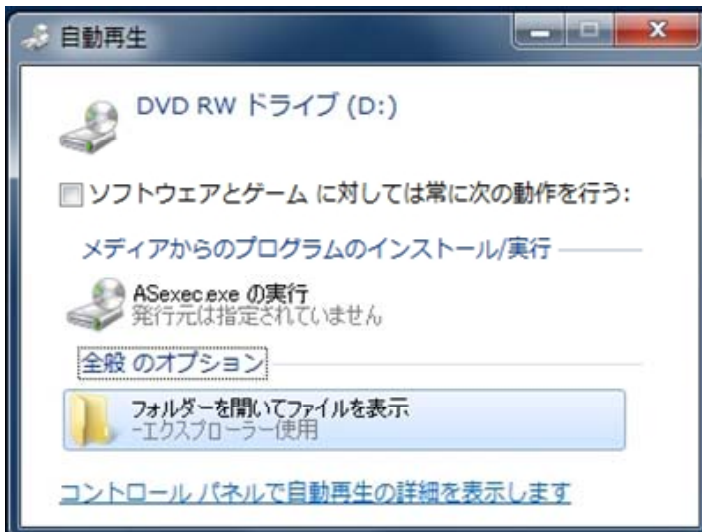 自動再生
DVD RW ドライブ (D:)
ソフトウェアとゲーム に対しては常に次の動作を行う:
メディアからのプログラムのインストール/実行
ASexec.exe の実行
発行元は指定されていません
全般 のオプション
フォルダーを開いてファイルを表示
-エクスプローラー使用
コントロール パネルで自動再生の詳細を表示します